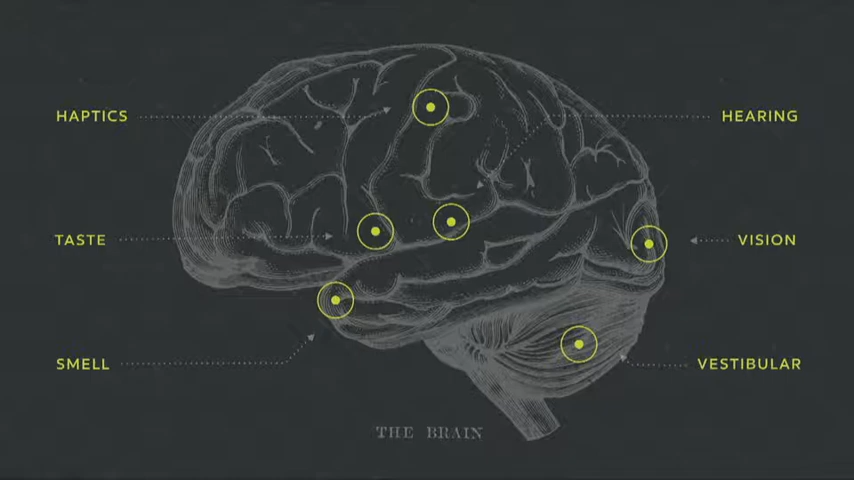 HAPTICS
HEARING
TASTE
VISION
SMELL
VESTIBULAR
THE BRAIN